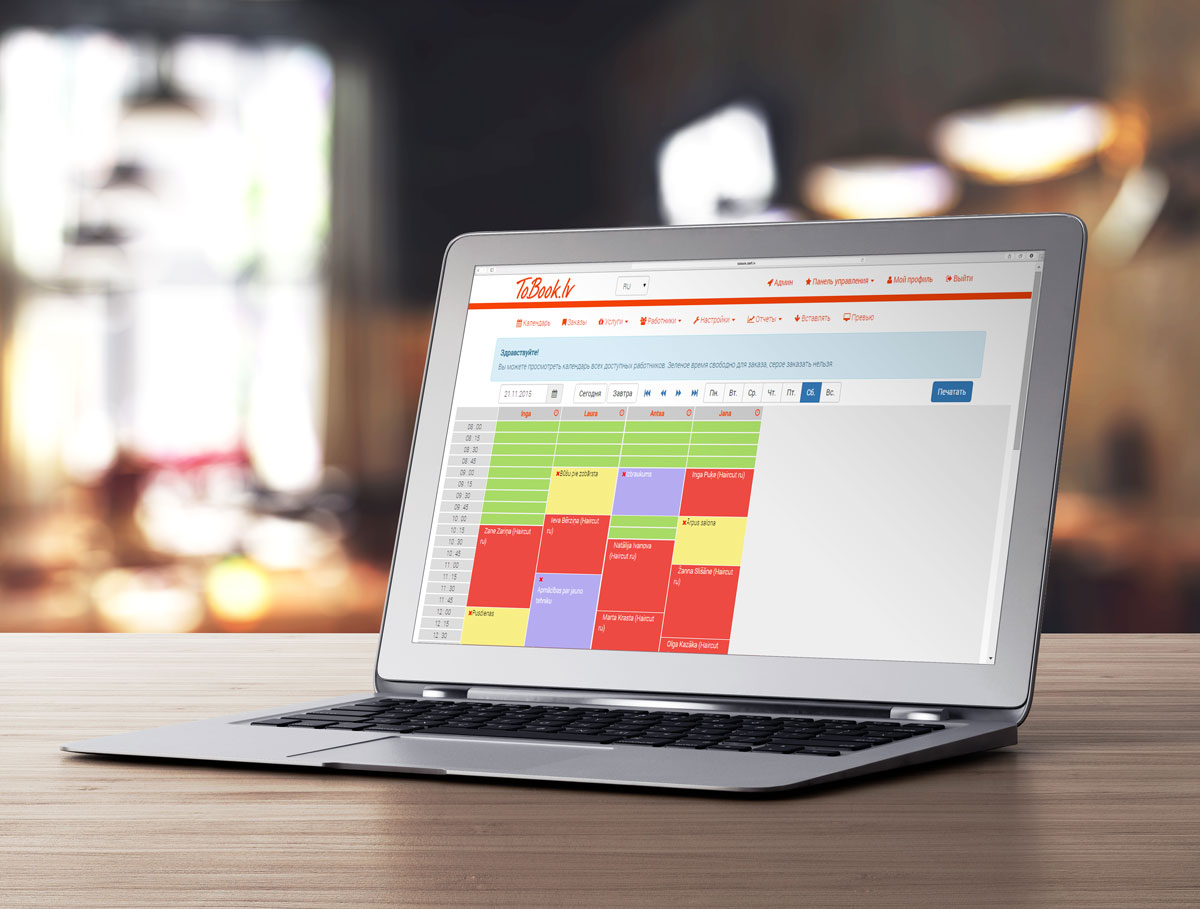 ToBook.lv
RU
Админ
Панель управления
Мой профиль
Выйти
Календарь
Заказы
Услуги
Работники
Настройки
Отчеты
Вставлять
Превью
Здравствуйте!
Вы можете просмотреть календарь всех доступных работников. Зеленое время свободно для заказа, серое заказать нельзя
21.11.2015
Сегодня
Завтра
Пн.
Вт.
Ср.
Чт.
Пт.
Сб.
Вс.
Печатать
Inga
Laura
Antaa
Jana
08 : 00
08 : 15
08 : 30
08 : 45
09 : 00
09 : 15
09 : 30
09 : 45
10 : 00
10 : 15
10 : 30
10 : 45
11 : 00
11 : 15
11 : 30
11 : 45
12 : 00
12 : 15
12 : 30
Zane Zariņa (Haircut
ru)
Pusdienas
Būšu pie zobārsta
Ieva Bērziņa (Haircut
ru)
Apmācības par jauno
tehniku
Izbraukums
Natālija Ivanova
(Haircut ru)
Marta Krasta (Haircut
ru)
Inga Puķe (Haircut ru)
Ārpus salona
Žanna Slišāne (Haircut
ru)
Olga Kazāka (Haircut